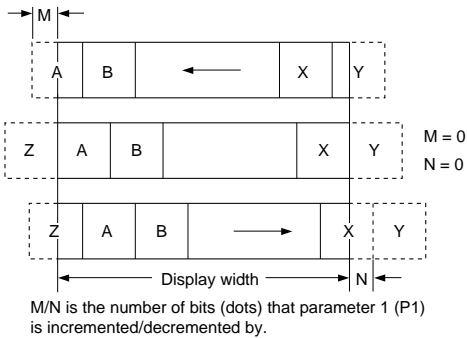 M
A B X Y
Z A B X Y
M = 0
N = 0
Z A B X Y
Display width N
M/N is the number of bits (dots) that parameter 1 (P1)
is incremented/decremented by.